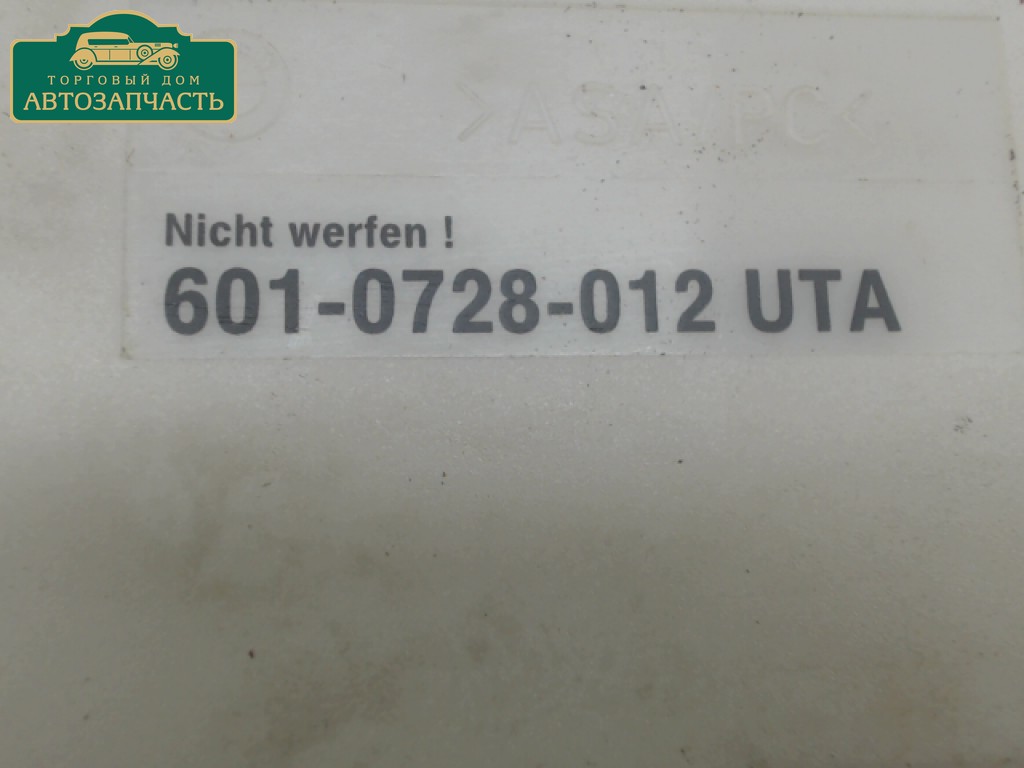 ТОРГОВЫЙ ДОМ
АВТОЗАПЧАСТЬ
>ASA/PC<
Nicht werfen !
601-0728-012 UTA